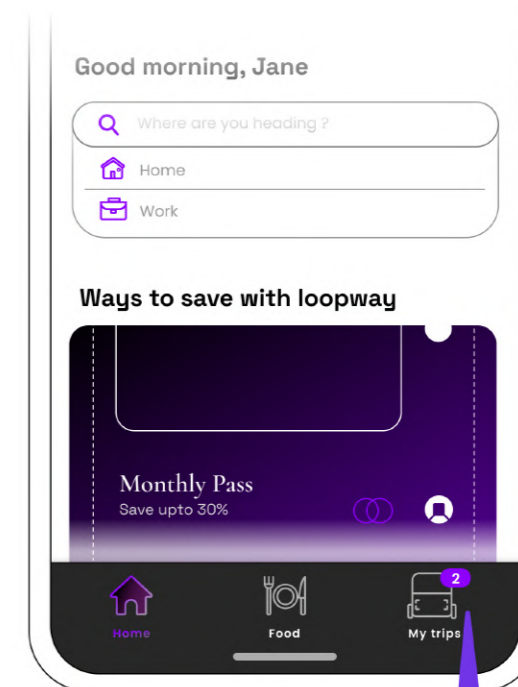 Good morning, Jane
Where are you heading ?
Home
Work
Ways to save with loopway
Monthly Pass
Save upto 30%
2
Home
Food
My trips